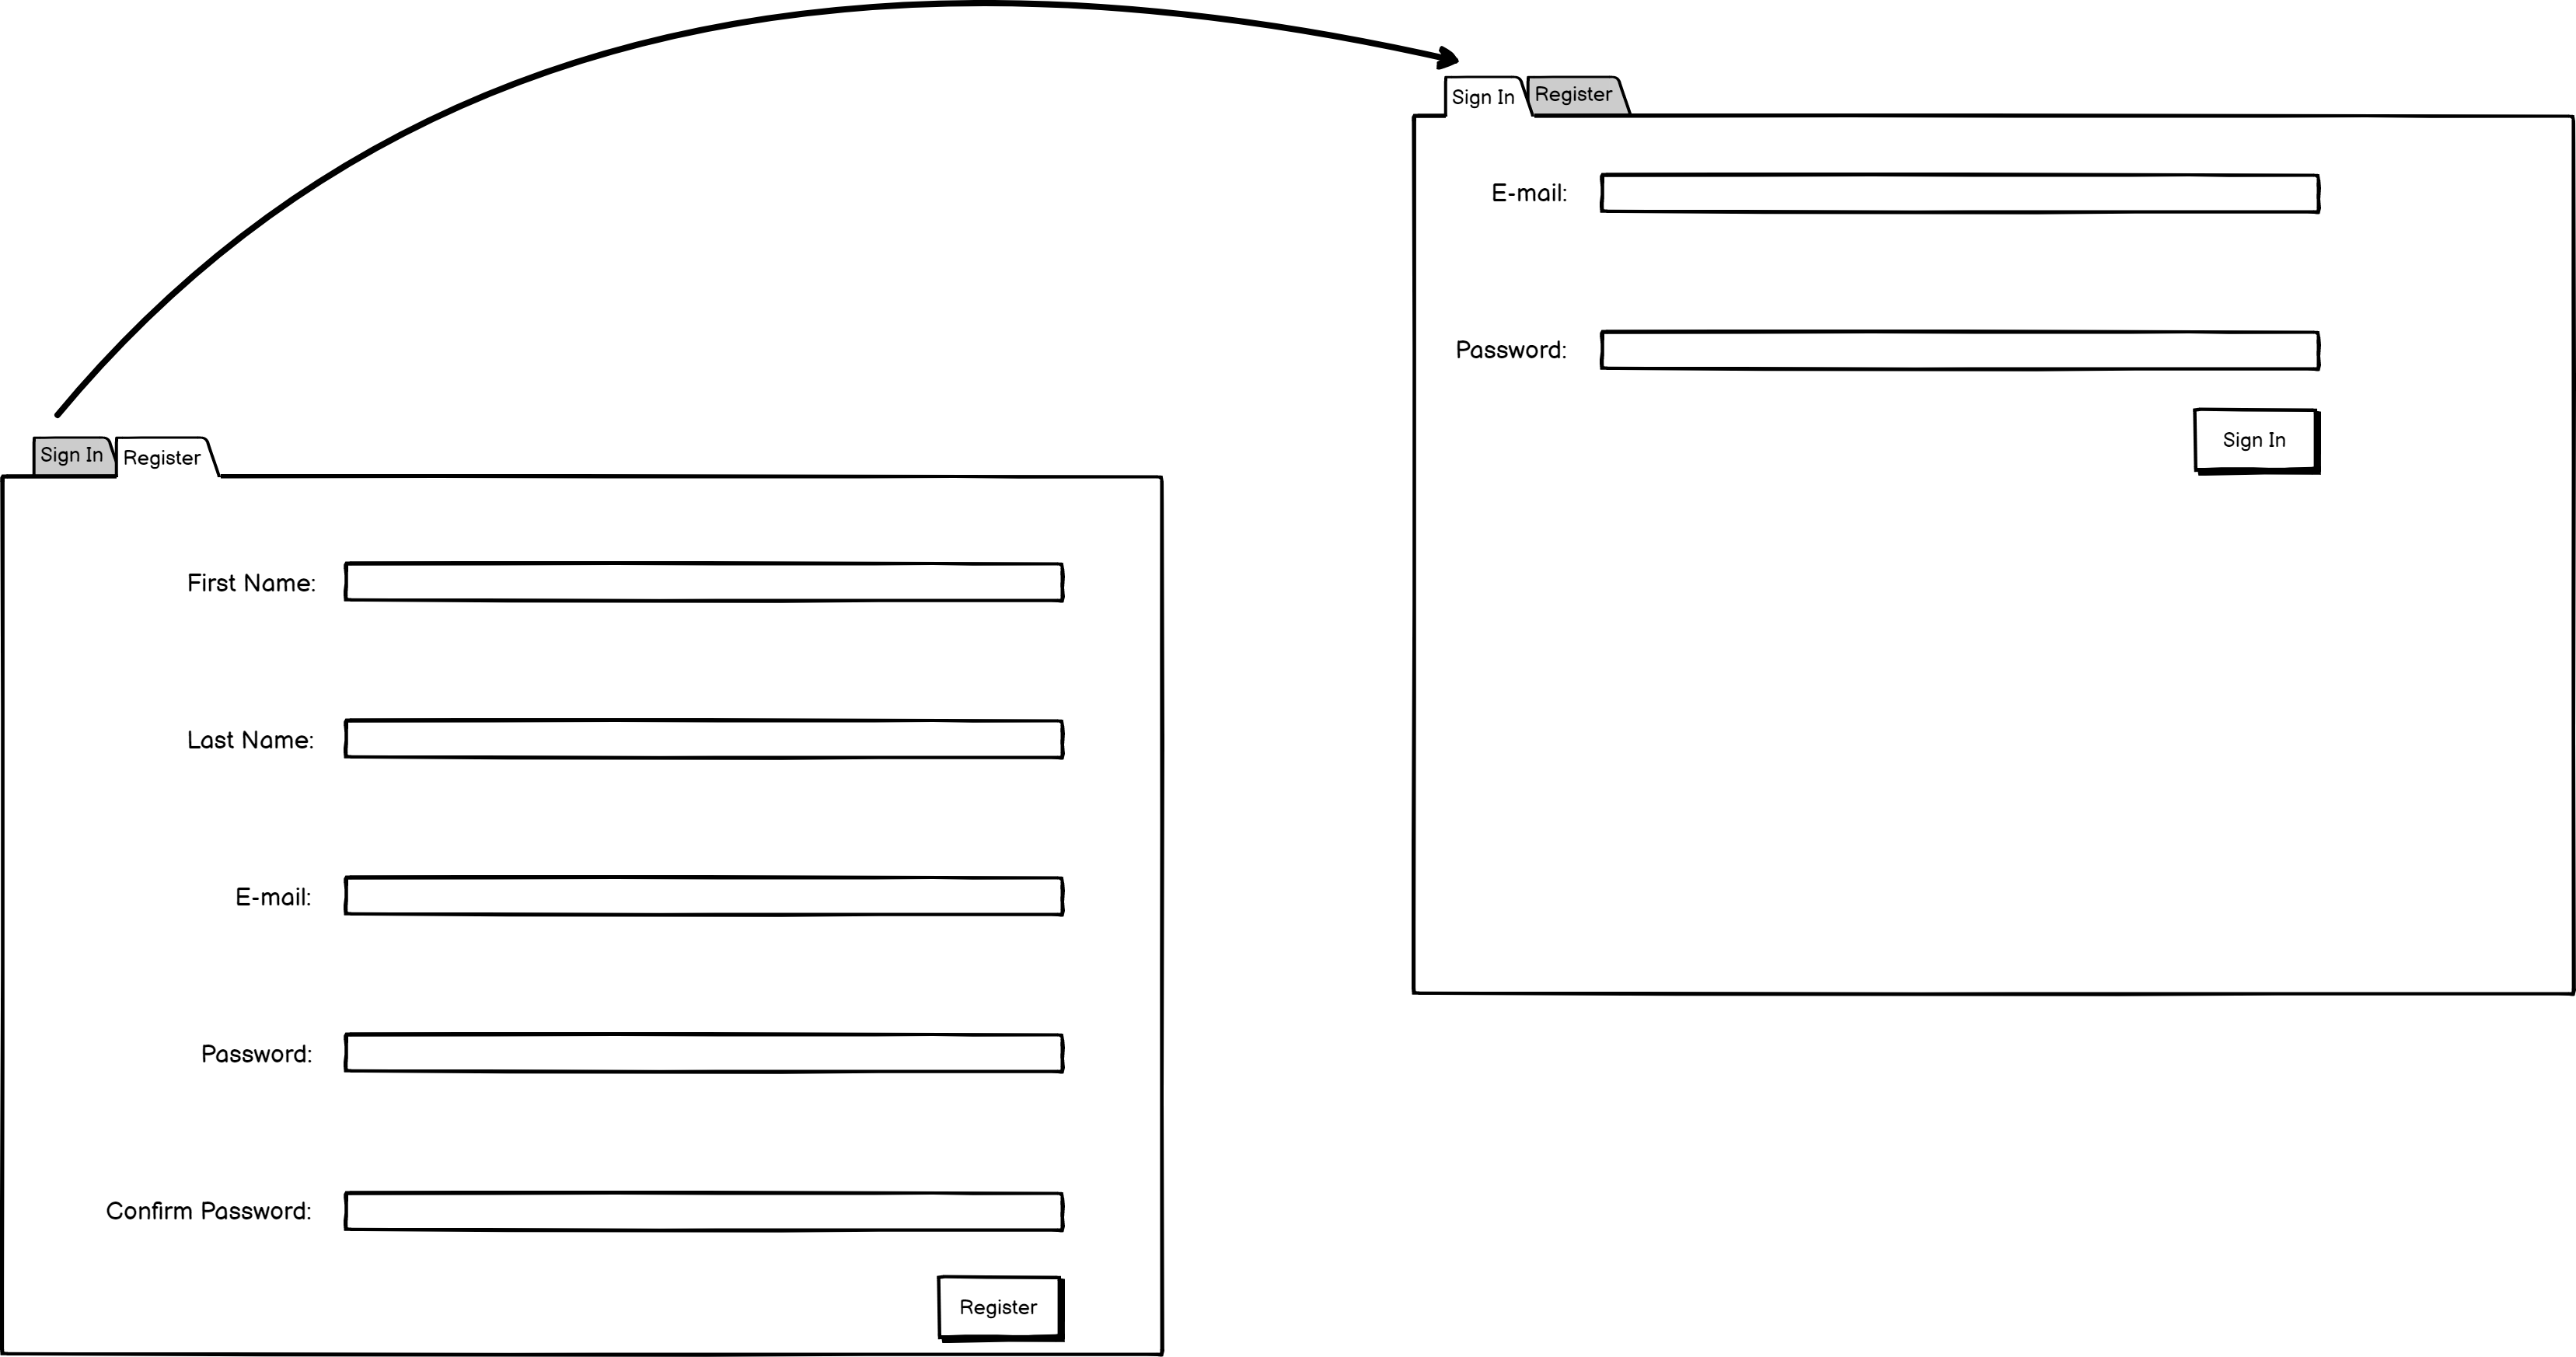 Sign In
Register
E-mail:
Password:
Sign In
Sign In
Register
First Name:
Last Name:
E-mail:
Password:
Confirm Password:
Register